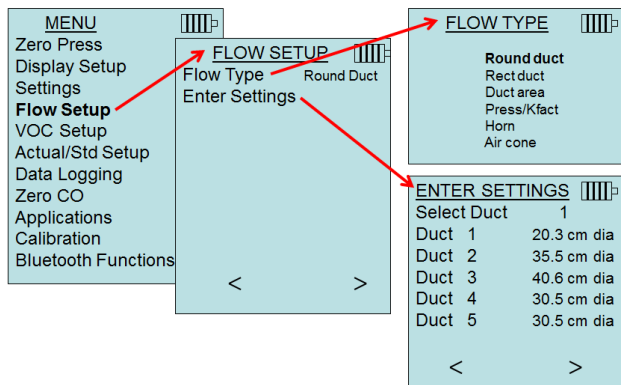 MENU
Zero Press
Display Setup
Settings
Flow Setup
VOC Setup
Actual/Std Setup
Data Logging
Zero CO
Applications
Calibration
Bluetooth Functions
FLOW SETUP
Flow Type Round Duct
Enter Settings
< >
FLOW TYPE
Round duct
Rect duct
Duct area
Press/Kfact
Horn
Air cone
ENTER SETTINGS
Select Duct 1
Duct 1 20.3 cm dia
Duct 2 35.5 cm dia
Duct 3 40.6 cm dia
Duct 4 30.5 cm dia
Duct 5 30.5 cm dia
< >